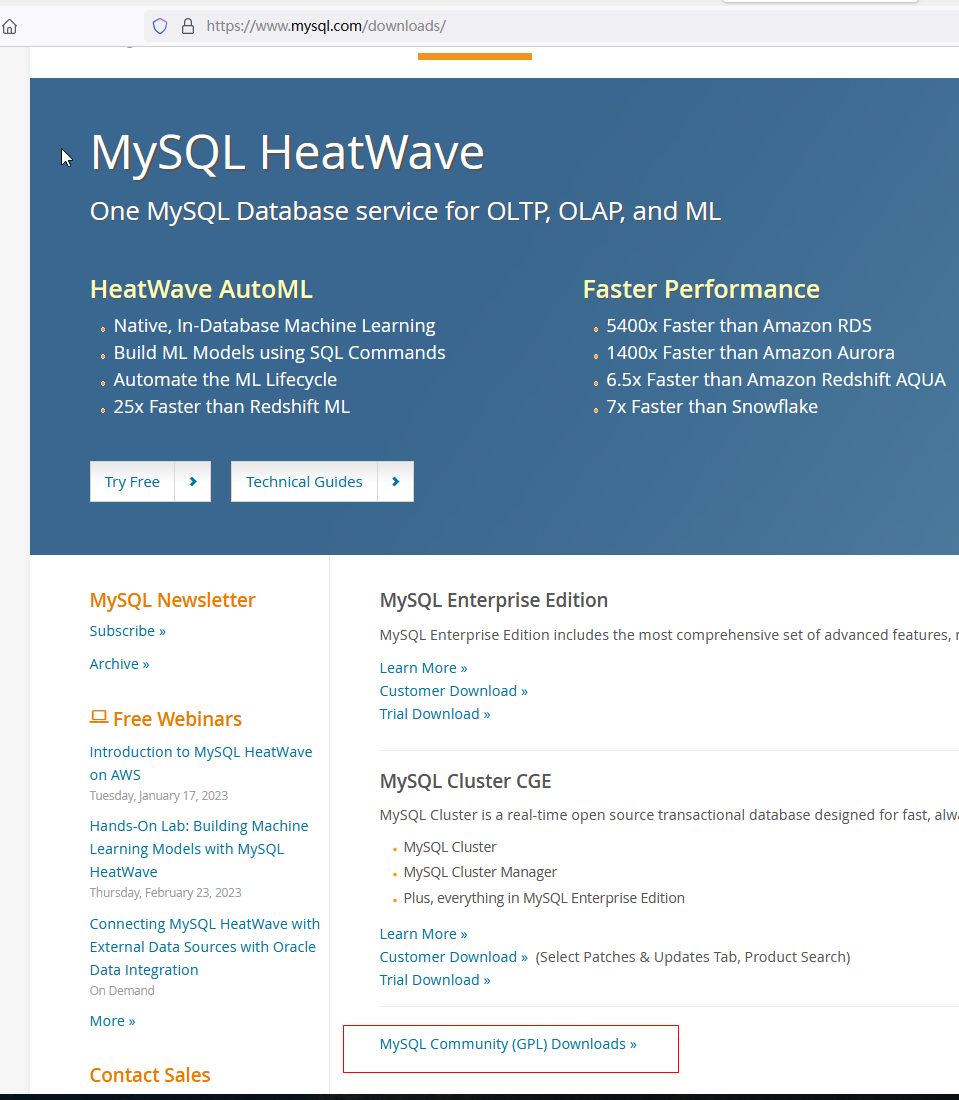 https://www.mysql.com/downloads/
MySQL HeatWave
One MySQL Database service for OLTP, OLAP, and ML
HeatWave AutoML
Native, In-Database Machine Learning
Build ML Models using SQL Commands
Automate the ML Lifecycle
25x Faster than Redshift ML
Faster Performance
5400x Faster than Amazon RDS
1400x Faster than Amazon Aurora
6.5x Faster than Amazon Redshift AQUA
7x Faster than Snowflake
Try Free
Technical Guides
MySQL Newsletter
Subscribe »
Archive »
Free Webinars
Introduction to MySQL HeatWave
on AWS
Tuesday, January 17, 2023
Hands-On Lab: Building Machine
Learning Models with MySQL
HeatWave
Thursday, February 23, 2023
Connecting MySQL HeatWave with
External Data Sources with Oracle
Data Integration
On Demand
More »
Contact Sales
MySQL Enterprise Edition
MySQL Enterprise Edition includes the most comprehensive set of advanced features,
Learn More »
Customer Download »
Trial Download »
MySQL Cluster CGE
MySQL Cluster is a real-time open source transactional database designed for fast,
MySQL Cluster
MySQL Cluster Manager
Plus, everything in MySQL Enterprise Edition
Learn More »
Customer Download » (Select Patches & Updates Tab, Product Search)
Trial Download »
MySQL Community (GPL) Downloads »